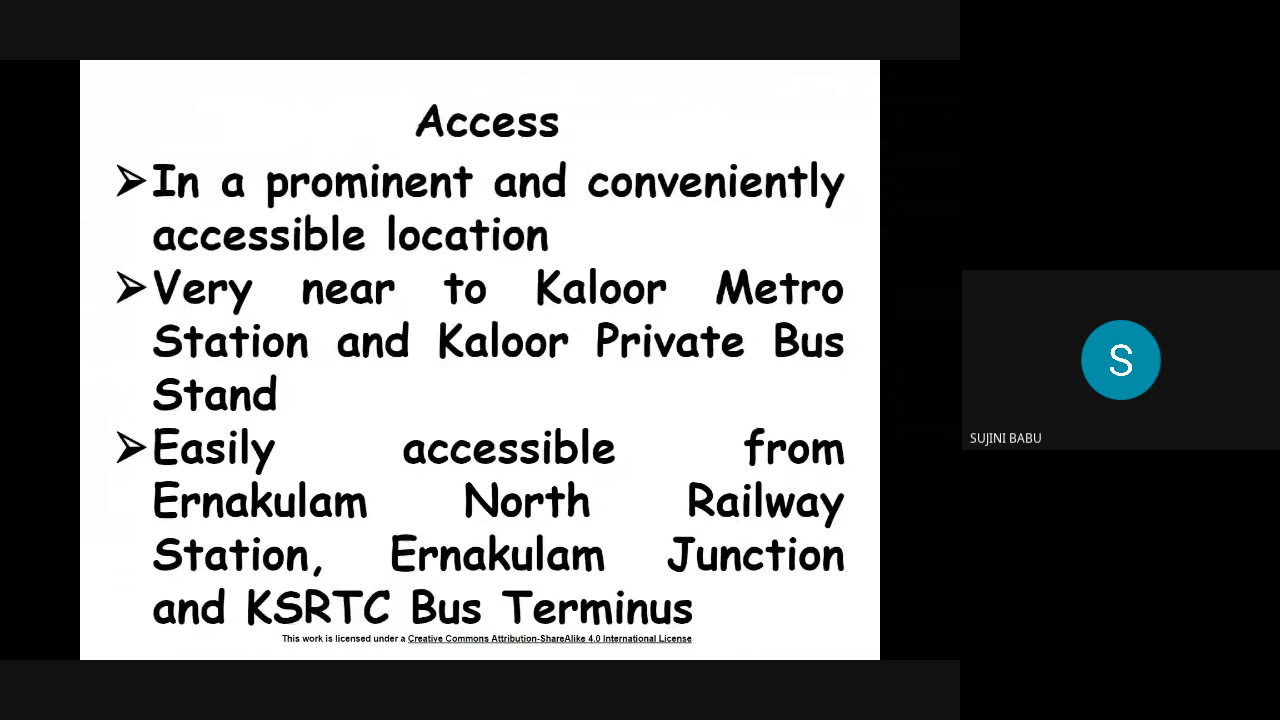 Access
➢In a prominent and conveniently
accessible location
➢Very near to Kaloor Metro
Station and Kaloor Private Bus
Stand
➢Easily accessible from
Ernakulam North Railway
Station, Ernakulam Junction
and KSRTC Bus Terminus
This work is licensed under a Creative Commons Attribution-ShareAlike 4.0 International License
S
SUJINI BABU